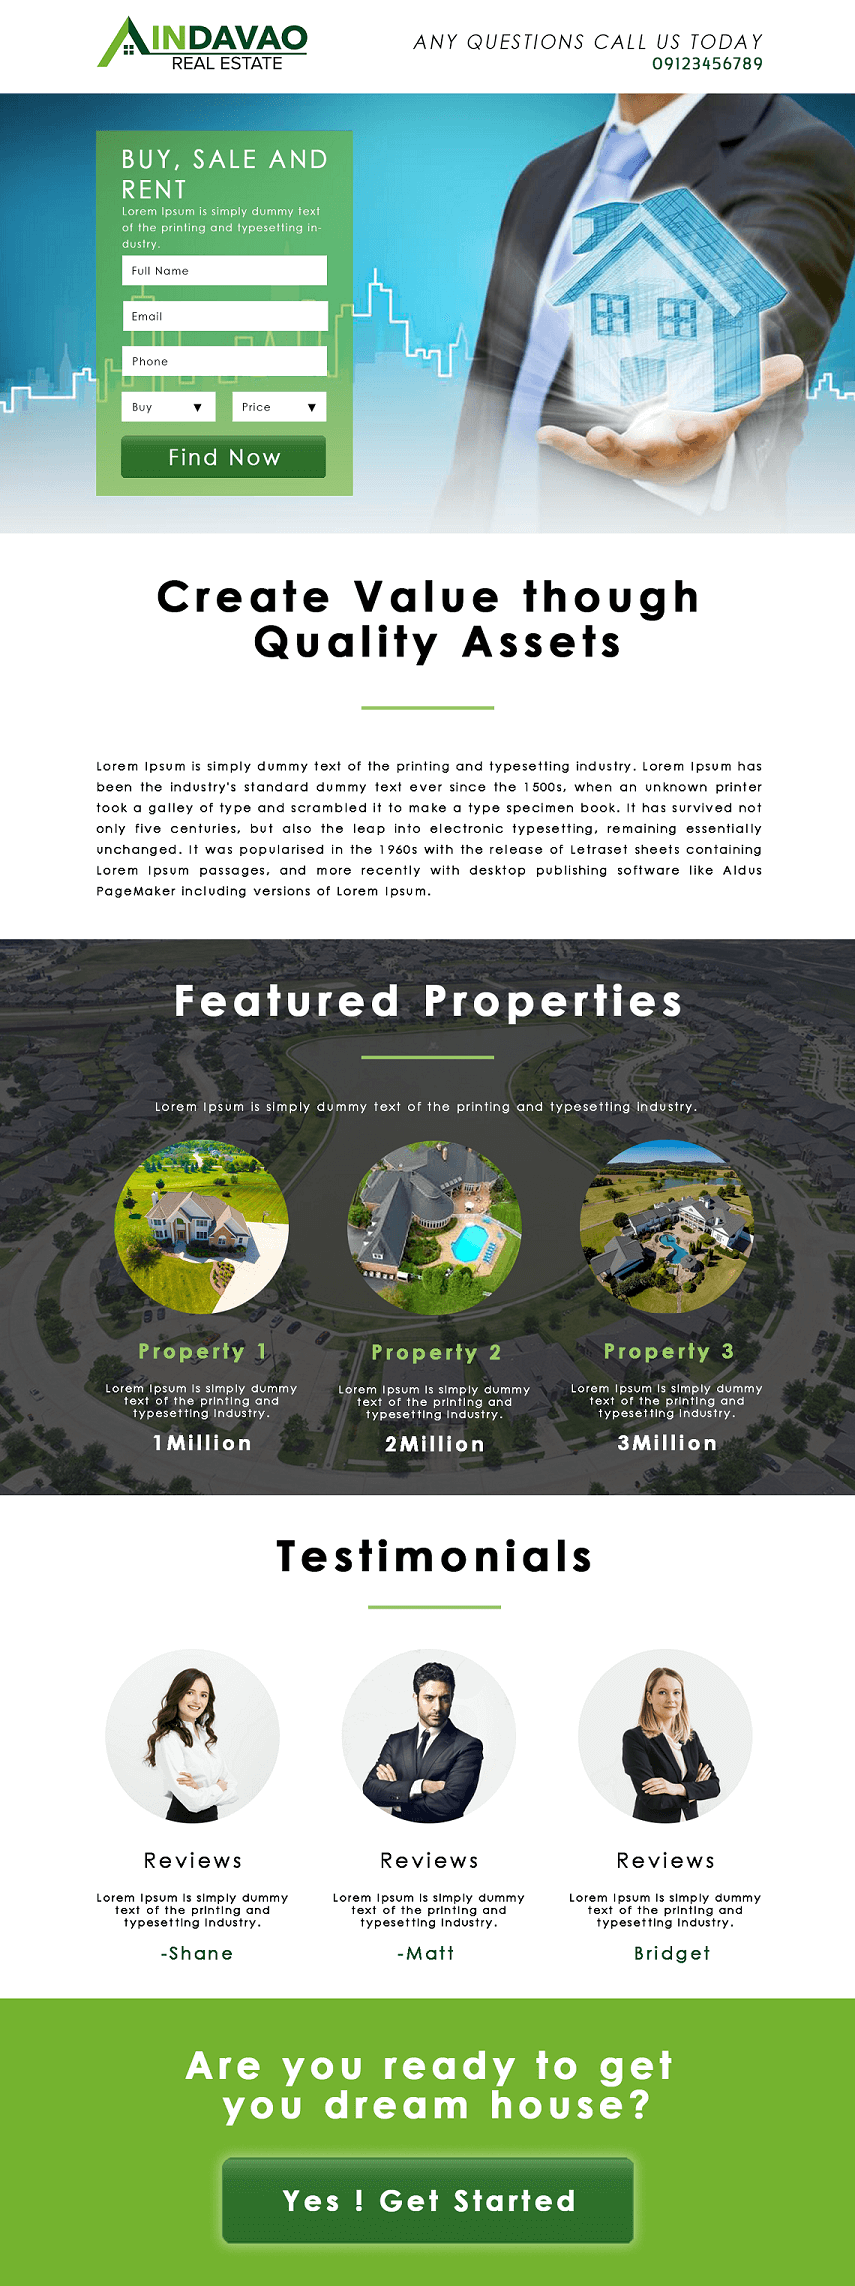 INDAVAO
REAL ESTATE
ANY QUESTIONS CALL US TODAY
09123456789
BUY, SALE AND
RENT
Lorem Ipsum is simply dummy text
of the printing and typesetting in-
dustry.
Full Name
Email
Phone
Buy ▼ Price ▼
Find Now
Create Value though
Quality Assets
Lorem Ipsum is simply dummy text of the printing and typesetting industry. Lorem Ipsum has
been the industry's standard dummy text ever since the 1500s, when an unknown printer
took a galley of type and scrambled it to make a type specimen book. It has survived not
only five centuries, but also the leap into electronic typesetting, remaining essentially
unchanged. It was popularised in the 1960s with the release of Letraset sheets containing
Lorem Ipsum passages, and more recently with desktop publishing software like Aldus
PageMaker including versions of Lorem Ipsum.
Featured Properties
Lorem Ipsum is simply dummy text of the printing and typesetting industry.
Property 1
Lorem Ipsum is simply dummy
text of the printing and
typesetting industry.
1Million
Property 2
Lorem Ipsum is simply dummy
text of the printing and
typesetting industry.
2Million
Property 3
Lorem Ipsum is simply dummy
text of the printing and
typesetting industry.
3Million
Testimonials
Reviews
Lorem Ipsum is simply dummy
text of the printing and
typesetting industry.
-Shane
Reviews
Lorem Ipsum is simply dummy
text of the printing and
typesetting industry.
-Matt
Reviews
Lorem Ipsum is simply dummy
text of the printing and
typesetting industry.
Bridget
Are you ready to get
you dream house?
Yes ! Get Started